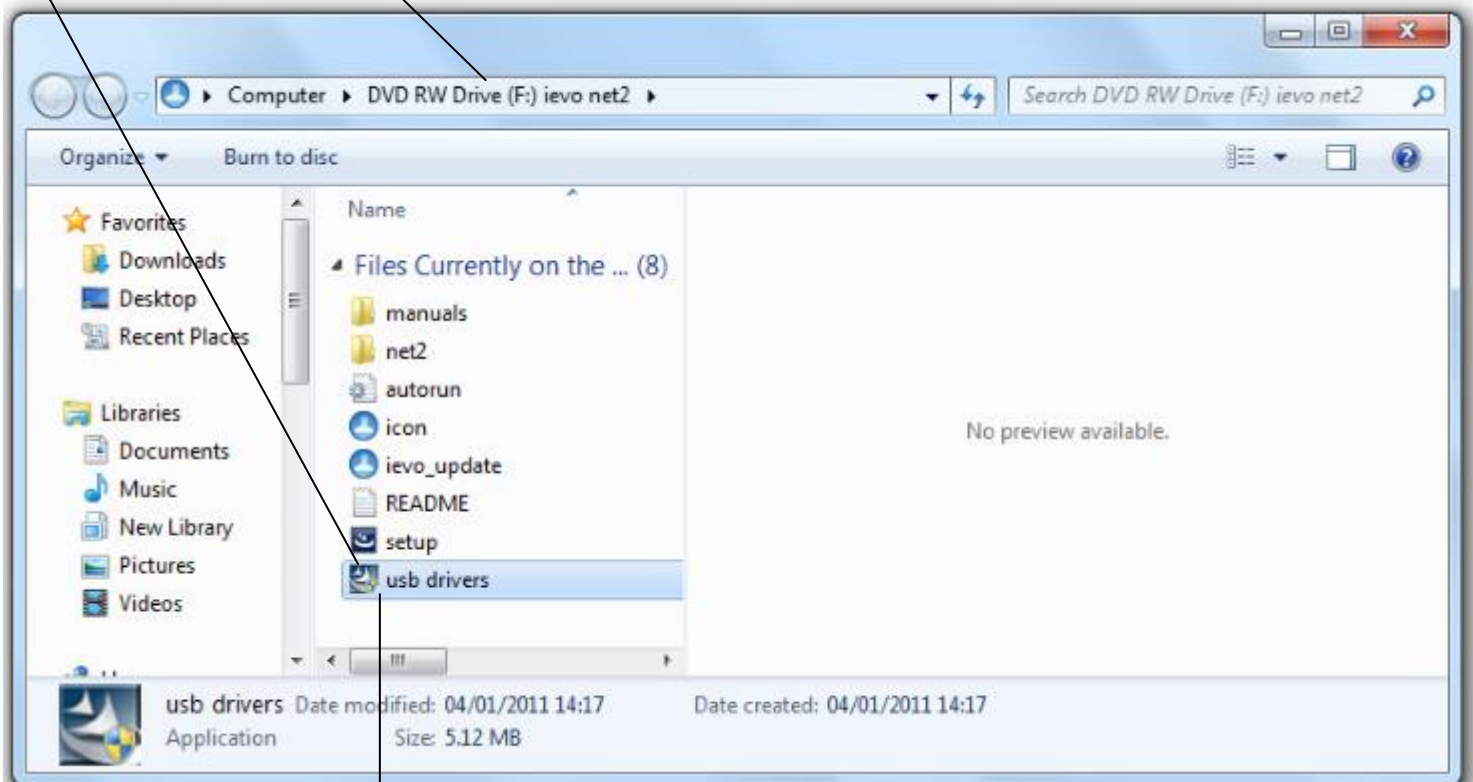 Computer ▸ DVD RW Drive (F:) ievo net2 ▸
Search DVD RW Drive (F:) ievo net2
Organize
Burn to disc
Favorites
Downloads
Desktop
Recent Places
Libraries
Documents
Music
New Library
Pictures
Videos
Name
Files Currently on the ... (8)
manuals
net2
autorun
icon
ievo_update
README
setup
usb drivers
No preview available.
usb drivers Date modified: 04/01/2011 14:17 Date created: 04/01/2011 14:17
Application Size: 5.12 MB